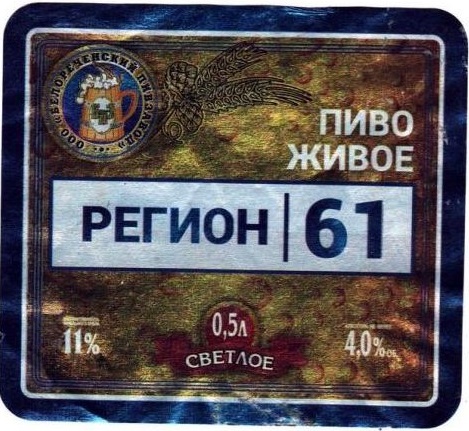 ООО «БЕЛОРЕЧЕНСКИЙ ПИВЗАВОД»
ПИВО
ЖИВОЕ
РЕГИОН 61
11%
0,5л
СВЕТЛОЕ
4,0% об.